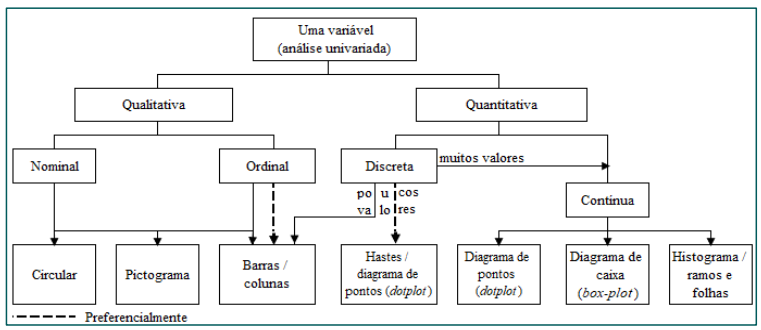 Uma variável
(análise univariada)
Qualitativa
Quantitativa
Nominal
Ordinal
Discreta
muitos valores
po u cos
va lo res
Contínua
Circular
Pictograma
Barras /
colunas
Hastes /
diagrama de
pontos (dotplot)
Diagrama de
pontos
(dotplot)
Diagrama de
caixa
(box-plot)
Histograma /
ramos e
folhas
Preferencialmente